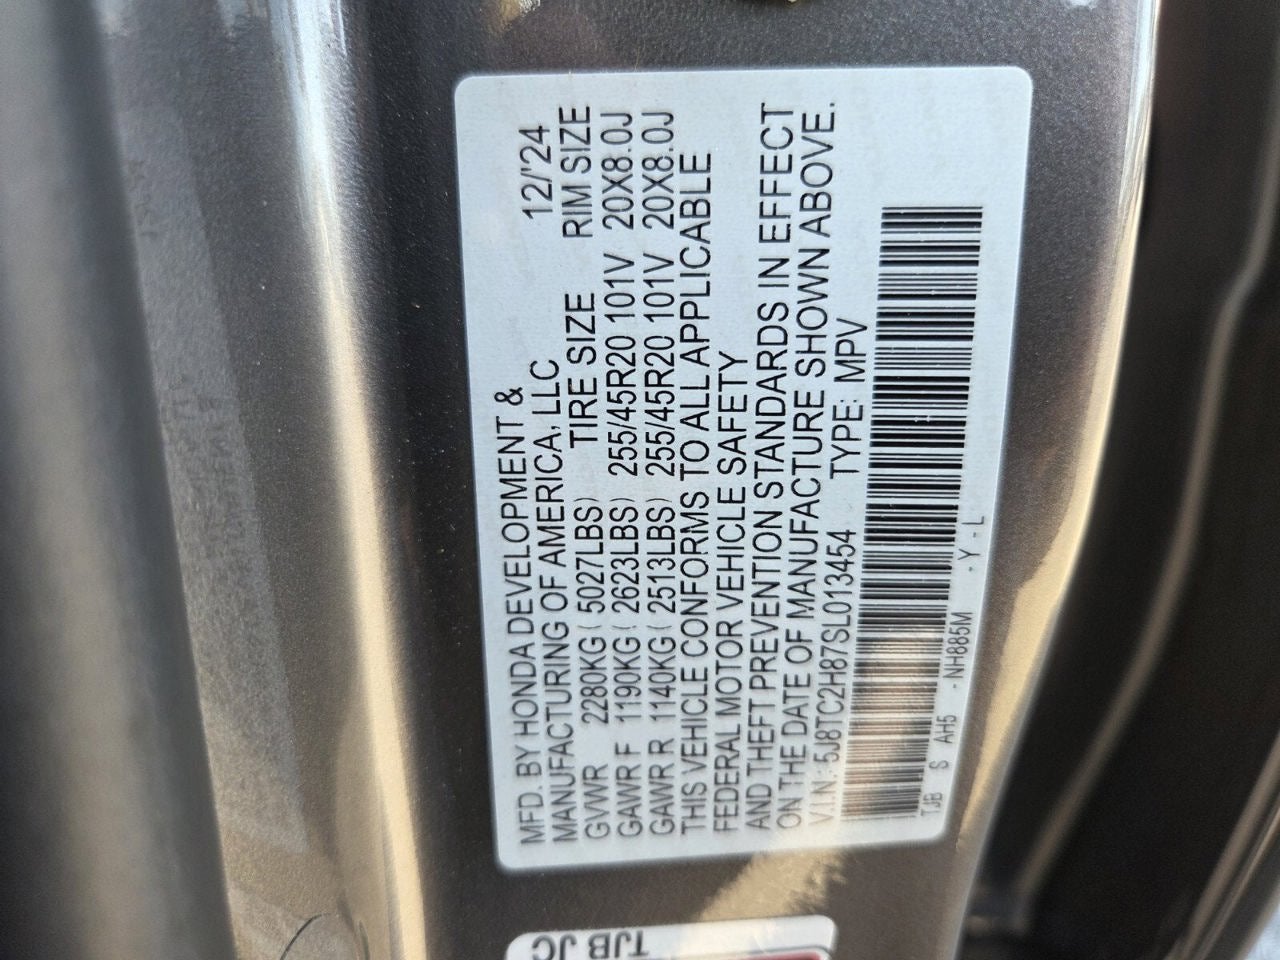 MFD. BY HONDA DEVELOPMENT &
MANUFACTURING OF AMERICA, LLC 12/'24
GVWR 2280KG ( 5027LBS) TIRE SIZE RIM SIZE
GAWR F 1190KG ( 2623LBS) 255/45R20 101V 20X8.0J
GAWR R 1140KG ( 2513LBS) 255/45R20 101V 20X8.0J
THIS VEHICLE CONFORMS TO ALL APPLICABLE
FEDERAL MOTOR VEHICLE SAFETY
AND THEFT PREVENTION STANDARDS IN EFFECT
ON THE DATE OF MANUFACTURE SHOWN ABOVE.
V.I.N.: 5J8TC2H87SL013454 TYPE: MPV
TJB S AH5 - NH885M - Y - L
TJB JC